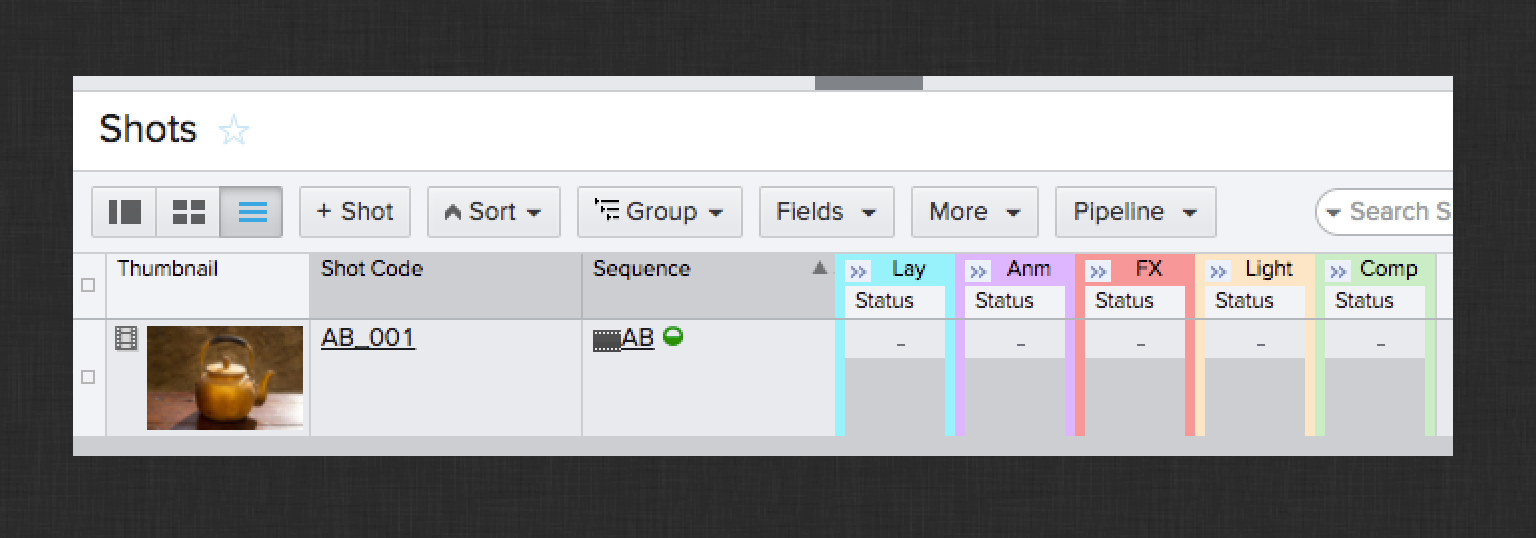 Shots
+ Shot Sort Group Fields More Pipeline Search S
Thumbnail Shot Code Sequence Lay Anm FX Light Comp
Status Status Status Status Status
AB_001 AB - - - - -